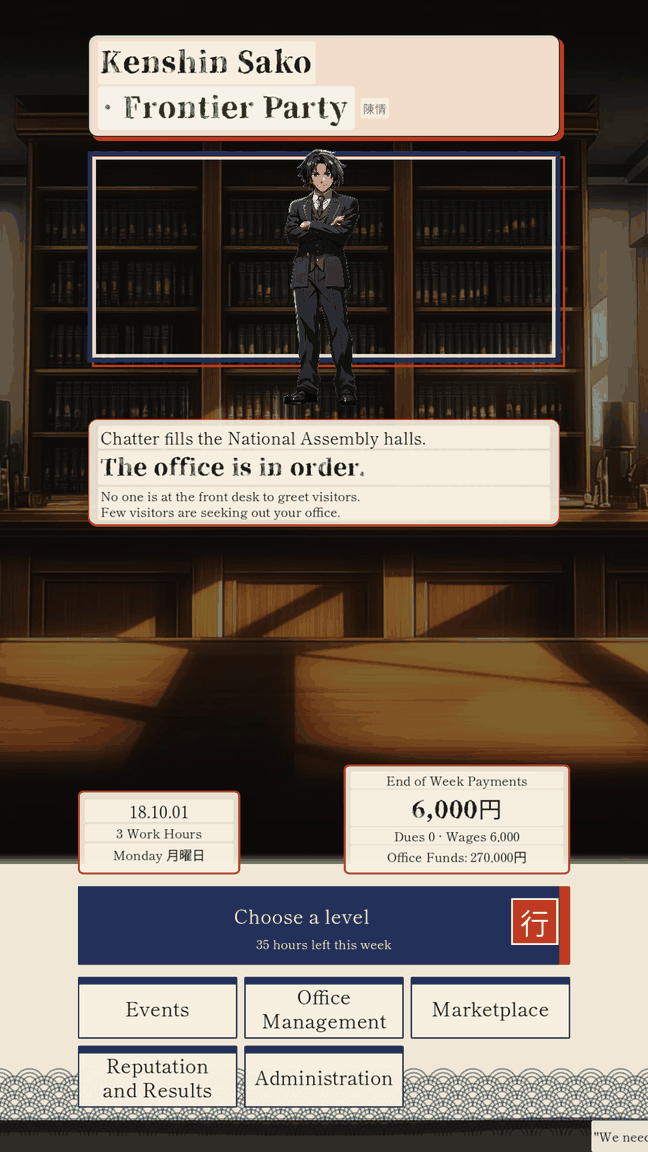 Kenshin Sako
· Frontier Party 陳情
Chatter fills the National Assembly halls.
The office is in order.
No one is at the front desk to greet visitors.
Few visitors are seeking out your office.
18.10.01
3 Work Hours
Monday 月曜日
End of Week Payments
6,000円
Dues 0 · Wages 6,000
Office Funds: 270,000円
Choose a level
35 hours left this week
行
Events
Office
Management
Marketplace
Reputation
and Results
Administration
"We need